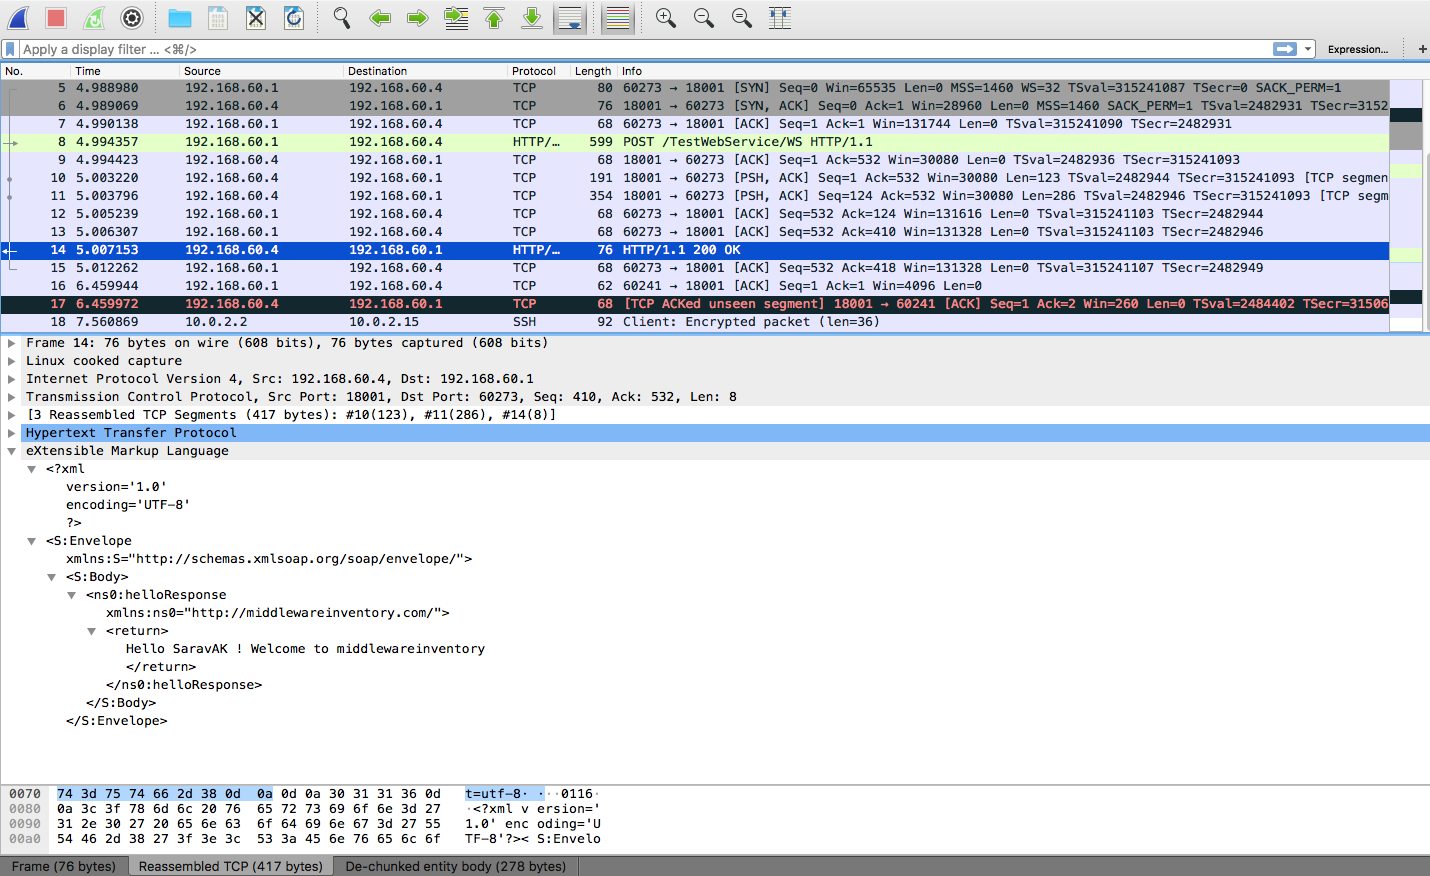 Apply a display filter ... <⌘/>
Expression...
+
No. Time Source Destination Protocol Length Info
5 4.988980 192.168.60.1 192.168.60.4 TCP 80 60273 → 18001 [SYN] Seq=0 Win=65535 Len=0 MSS=1460 WS=32 TSval=315241087 TSecr=0 SACK_PERM=1
6 4.989069 192.168.60.4 192.168.60.1 TCP 76 18001 → 60273 [SYN, ACK] Seq=0 Ack=1 Win=28960 Len=0 MSS=1460 SACK_PERM=1 TSval=2482931 TSecr=3152
7 4.990138 192.168.60.1 192.168.60.4 TCP 68 60273 → 18001 [ACK] Seq=1 Ack=1 Win=131744 Len=0 TSval=315241090 TSecr=2482931
8 4.994357 192.168.60.1 192.168.60.4 HTTP/… 599 POST /TestWebService/WS HTTP/1.1
9 4.994423 192.168.60.4 192.168.60.1 TCP 68 18001 → 60273 [ACK] Seq=1 Ack=532 Win=30080 Len=0 TSval=2482936 TSecr=315241093
10 5.003220 192.168.60.4 192.168.60.1 TCP 191 18001 → 60273 [PSH, ACK] Seq=1 Ack=532 Win=30080 Len=123 TSval=2482944 TSecr=315241093 [TCP segmen
11 5.003796 192.168.60.4 192.168.60.1 TCP 354 18001 → 60273 [PSH, ACK] Seq=124 Ack=532 Win=30080 Len=286 TSval=2482946 TSecr=315241093 [TCP segm
12 5.005239 192.168.60.1 192.168.60.4 TCP 68 60273 → 18001 [ACK] Seq=532 Ack=124 Win=131616 Len=0 TSval=315241103 TSecr=2482944
13 5.006307 192.168.60.1 192.168.60.4 TCP 68 60273 → 18001 [ACK] Seq=532 Ack=410 Win=131328 Len=0 TSval=315241103 TSecr=2482946
14 5.007153 192.168.60.4 192.168.60.1 HTTP/… 76 HTTP/1.1 200 OK
15 5.012262 192.168.60.1 192.168.60.4 TCP 68 60273 → 18001 [ACK] Seq=532 Ack=418 Win=131328 Len=0 TSval=315241107 TSecr=2482949
16 6.459944 192.168.60.1 192.168.60.4 TCP 62 60241 → 18001 [ACK] Seq=1 Ack=1 Win=4096 Len=0
17 6.459972 192.168.60.4 192.168.60.1 TCP 68 [TCP ACKed unseen segment] 18001 → 60241 [ACK] Seq=1 Ack=2 Win=260 Len=0 TSval=2484402 TSecr=31506
18 7.560869 10.0.2.2 10.0.2.15 SSH 92 Client: Encrypted packet (len=36)
Frame 14: 76 bytes on wire (608 bits), 76 bytes captured (608 bits)
Linux cooked capture
Internet Protocol Version 4, Src: 192.168.60.4, Dst: 192.168.60.1
Transmission Control Protocol, Src Port: 18001, Dst Port: 60273, Seq: 410, Ack: 532, Len: 8
[3 Reassembled TCP Segments (417 bytes): #10(123), #11(286), #14(8)]
Hypertext Transfer Protocol
eXtensible Markup Language
<?xml
version='1.0'
encoding='UTF-8'
?>
<S:Envelope
xmlns:S="http://schemas.xmlsoap.org/soap/envelope/">
<S:Body>
<ns0:helloResponse
xmlns:ns0="http://middlewareinventory.com/">
<return>
Hello SaravAK ! Welcome to middlewareinventory
</return>
</ns0:helloResponse>
</S:Body>
</S:Envelope>
0070 74 3d 75 74 66 2d 38 0d 0a 0d 0a 30 31 31 36 0d t=utf-8· ···0116·
0080 0a 3c 3f 78 6d 6c 20 76 65 72 73 69 6f 6e 3d 27 ·<?xml v ersion='
0090 31 2e 30 27 20 65 6e 63 6f 64 69 6e 67 3d 27 55 1.0' enc oding='U
00a0 54 46 2d 38 27 3f 3e 3c 53 3a 45 6e 76 65 6c 6f TF-8'?>< S:Envelo
Frame (76 bytes) Reassembled TCP (417 bytes) De-chunked entity body (278 bytes)